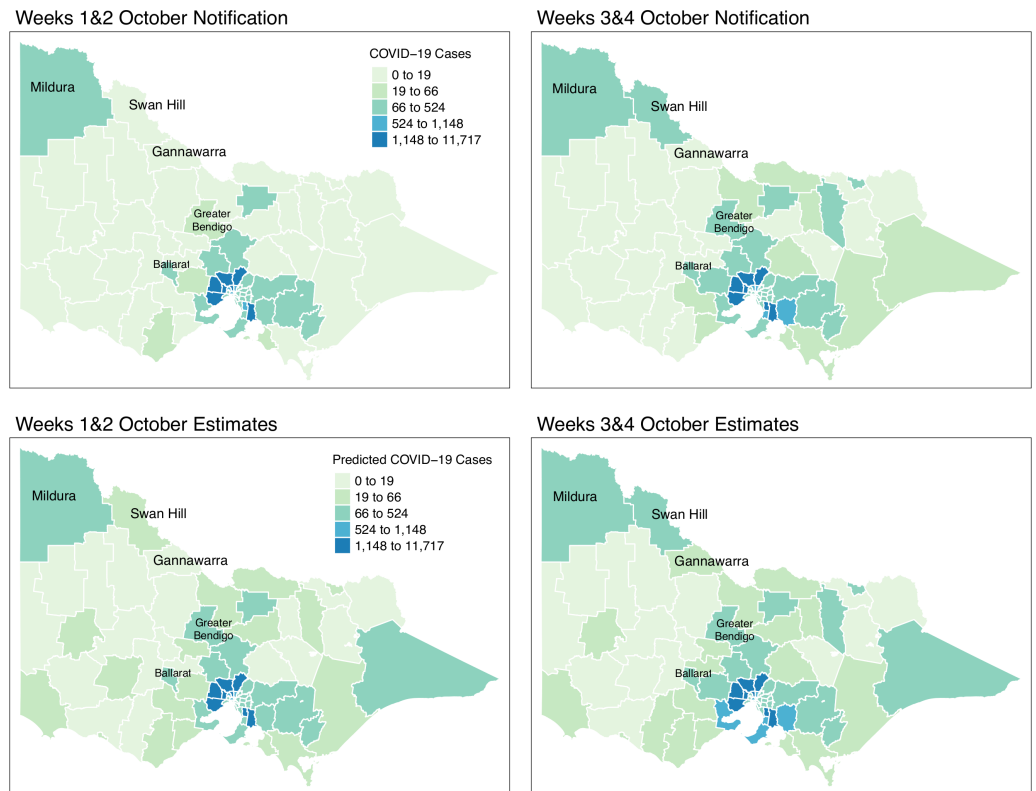 Weeks 1&2 October Notification
COVID−19 Cases
0 to 19
19 to 66
66 to 524
524 to 1,148
1,148 to 11,717
Mildura
Swan Hill
Gannawarra
Greater
Bendigo
Ballarat
Weeks 3&4 October Notification
Mildura
Swan Hill
Gannawarra
Greater
Bendigo
Ballarat
Weeks 1&2 October Estimates
Predicted COVID−19 Cases
0 to 19
19 to 66
66 to 524
524 to 1,148
1,148 to 11,717
Mildura
Swan Hill
Gannawarra
Greater
Bendigo
Ballarat
Weeks 3&4 October Estimates
Mildura
Swan Hill
Gannawarra
Greater
Bendigo
Ballarat